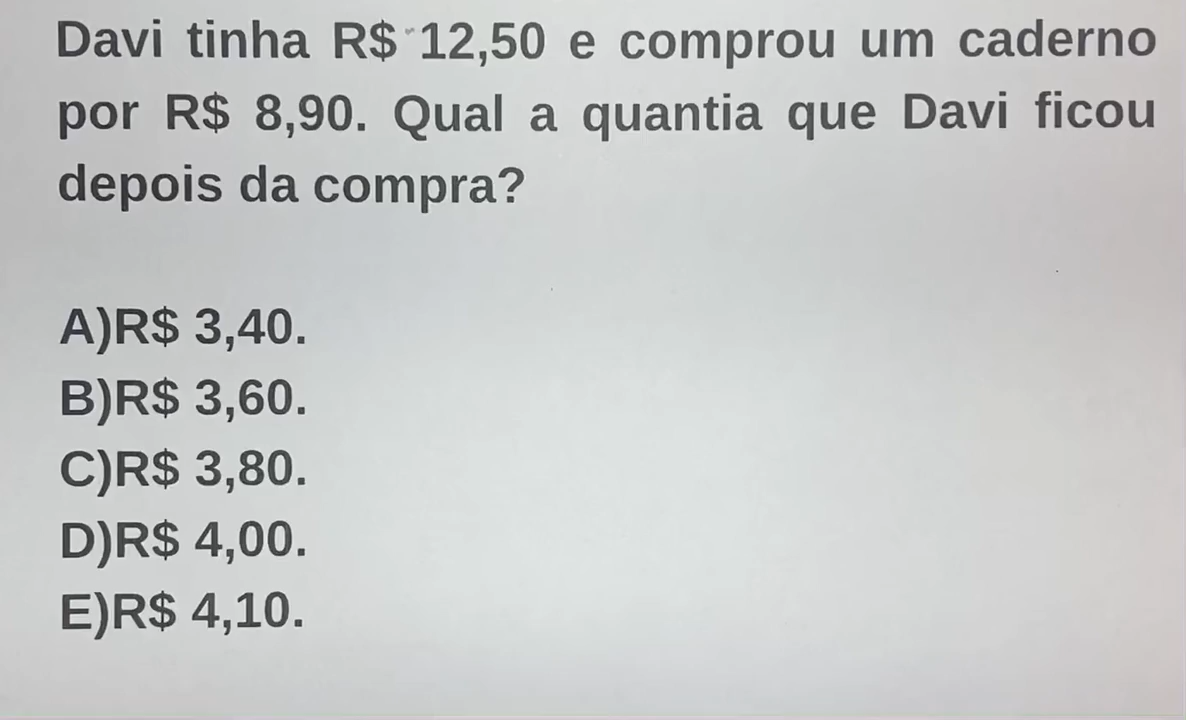 Davi tinha R$ 12,50 e comprou um caderno
por R$ 8,90. Qual a quantia que Davi ficou
depois da compra?
A)R$ 3,40.
B)R$ 3,60.
C)R$ 3,80.
D)R$ 4,00.
E)R$ 4,10.